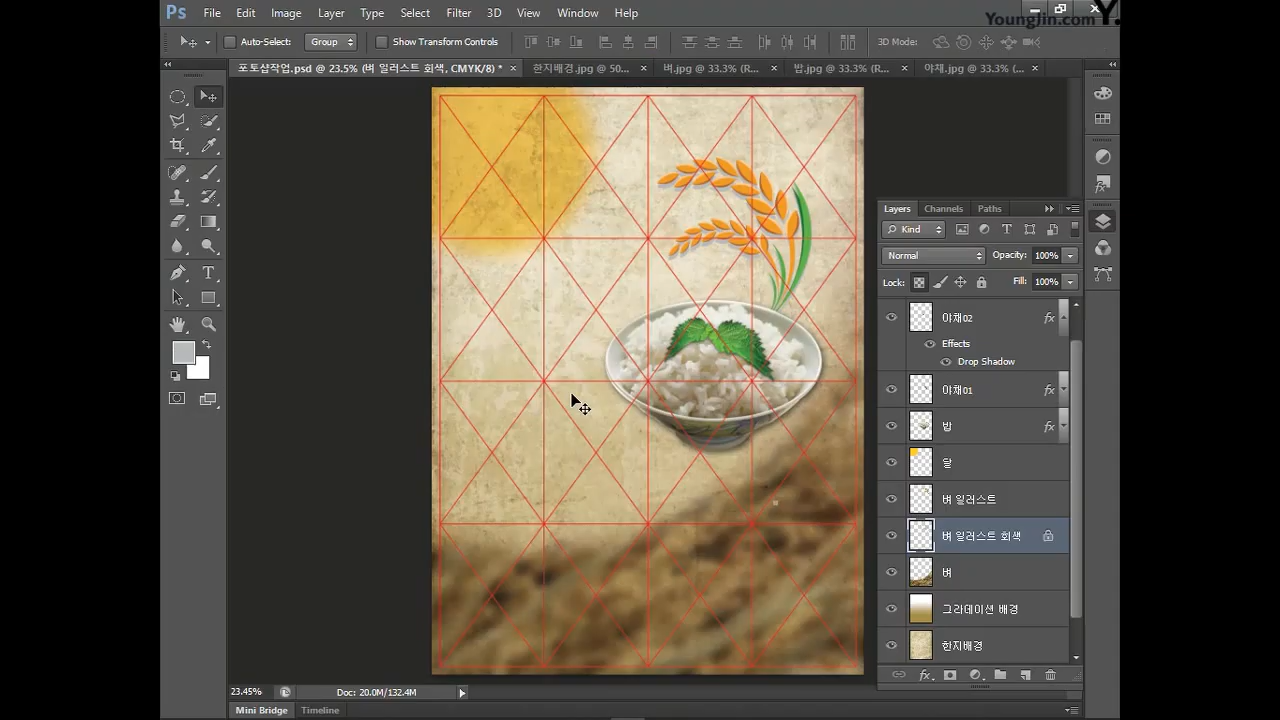 YoungJin.com Y.
Ps File Edit Image Layer Type Select Filter 3D View Window Help
Auto-Select: Group Show Transform Controls 3D Mode:
포토샵작업.psd @ 23.5% (벼 일러스트 회색, CMYK/8) * × 한지배경.jpg @ 50... × 벼.jpg @ 33.3% (R... × 밥.jpg @ 33.3% (R... × 야채.jpg @ 33.3% (... ×
Layers Channels Paths
Kind
Normal Opacity: 100%
Lock: Fill: 100%
야채02 fx
Effects
Drop Shadow
야채01 fx
밥 fx
달
벼 일러스트
벼 일러스트 회색
벼
그라데이션 배경
한지배경
23.45% Doc: 20.0M/132.4M
Mini Bridge Timeline